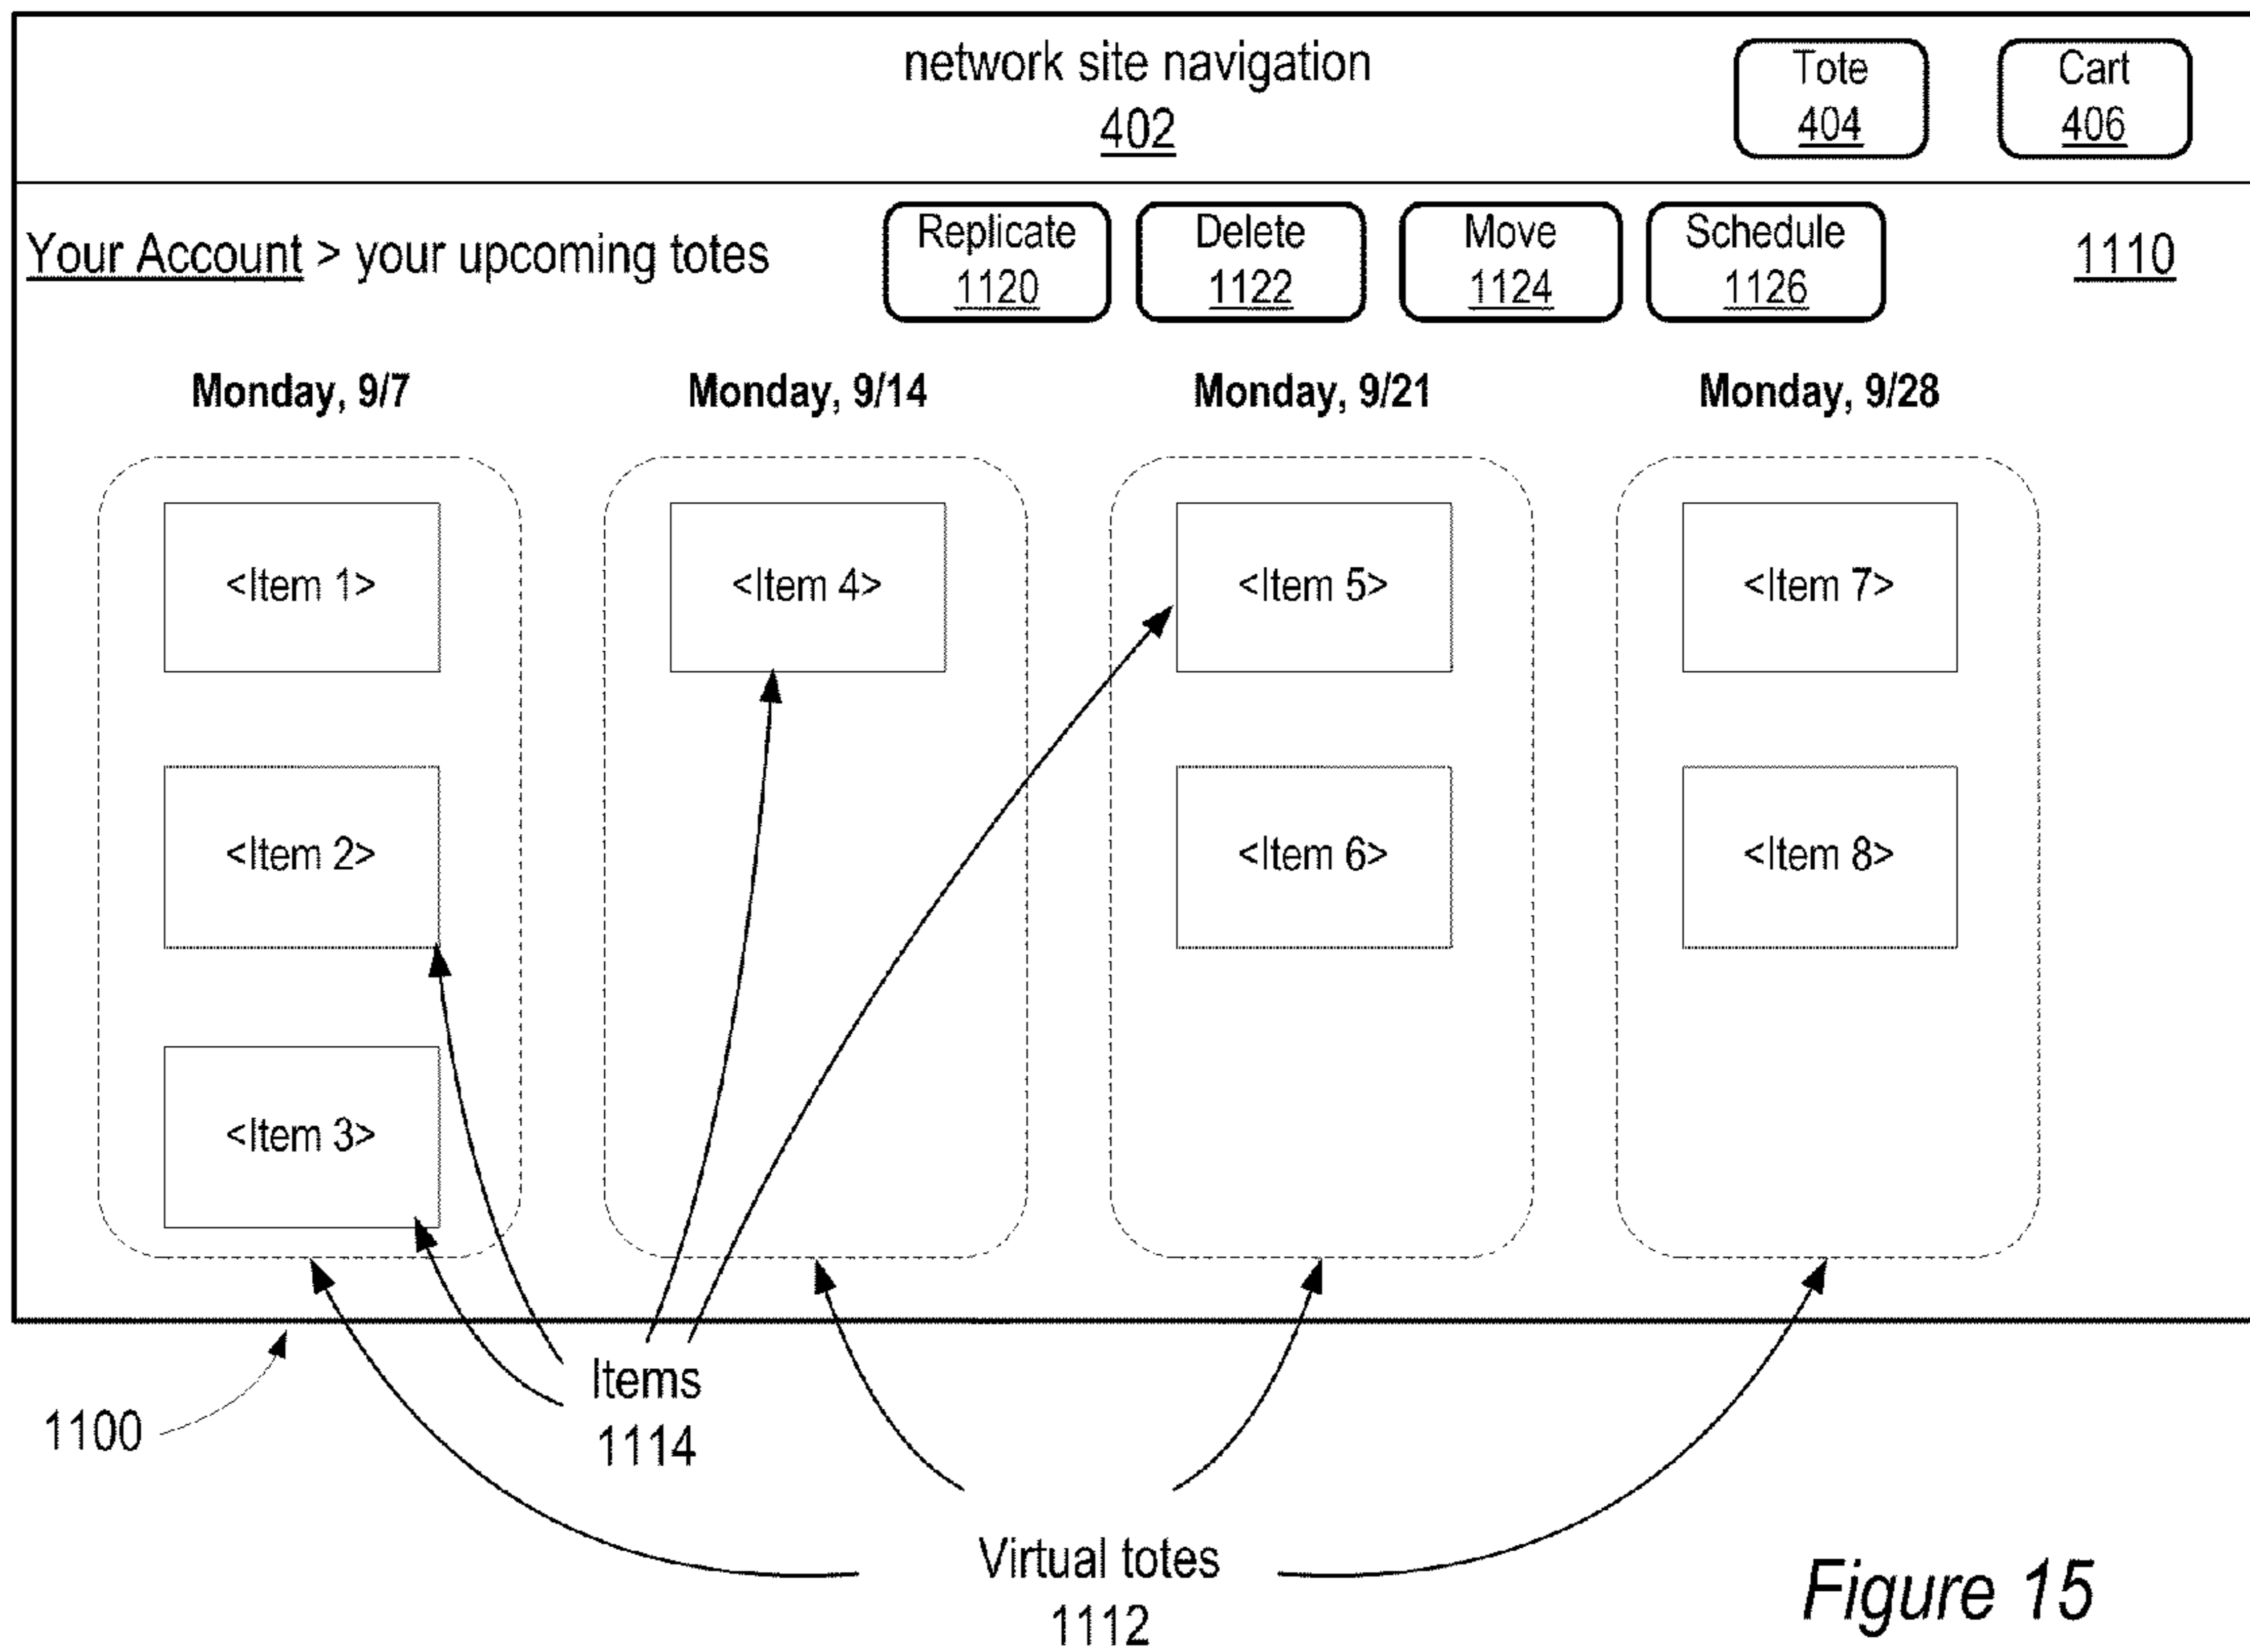 network site navigation
402
Tote
404
Cart
406
Your Account > your upcoming totes
Replicate
1120
Delete
1122
Move
1124
Schedule
1126
1110
Monday, 9/7
Monday, 9/14
Monday, 9/21
Monday, 9/28
<Item 1>
<Item 4>
<Item 5>
<Item 7>
<Item 2>
<Item 6>
<Item 8>
<Item 3>
Items
1114
1100
Virtual totes
1112
Figure 15